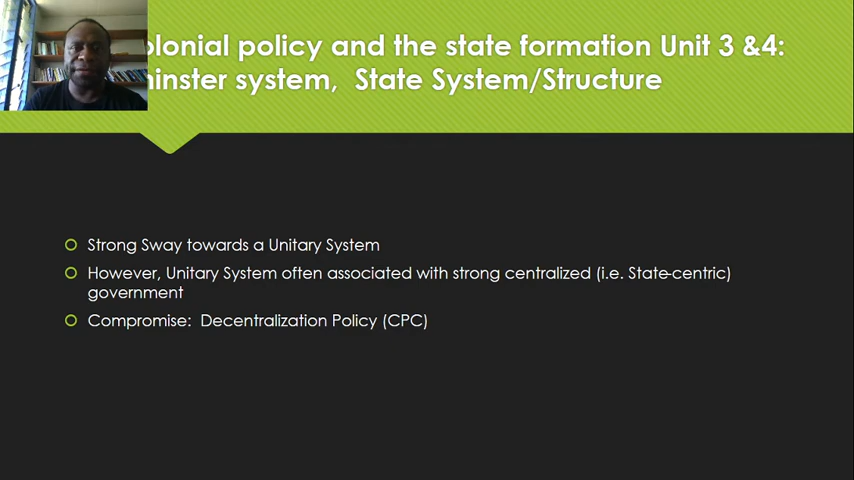 olonial policy and the state formation Unit 3 &4:
minster system, State System/Structure
Strong Sway towards a Unitary System
However, Unitary System often associated with strong centralized (i.e. State-centric)
government
Compromise: Decentralization Policy (CPC)